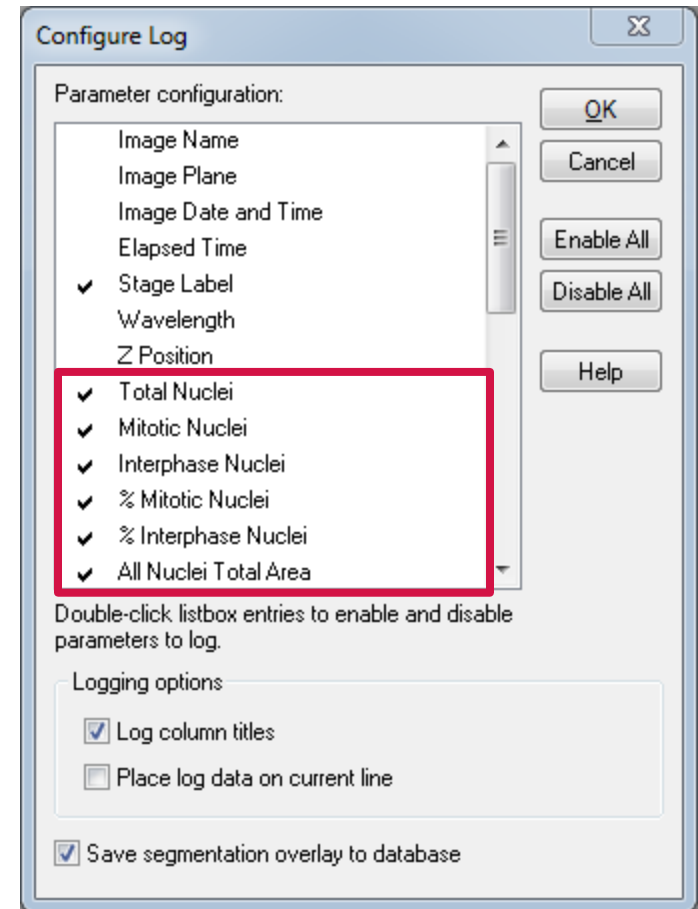 Configure Log
Parameter configuration:
Image Name
Image Plane
Image Date and Time
Elapsed Time
Stage Label
Wavelength
Z Position
Total Nuclei
Mitotic Nuclei
Interphase Nuclei
% Mitotic Nuclei
% Interphase Nuclei
All Nuclei Total Area
OK
Cancel
Enable All
Disable All
Help
Double-click listbox entries to enable and disable
parameters to log.
Logging options
Log column titles
Place log data on current line
Save segmentation overlay to database